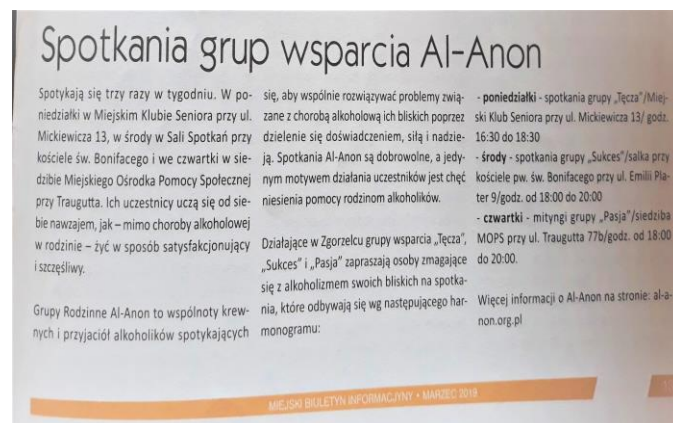 Spotkania grup wsparcia Al-Anon
Spotykają się trzy razy w tygodniu. W po-
niedziałki w Miejskim Klubie Seniora przy ul.
Mickiewicza 13, w środy w Sali Spotkań przy
kościele św. Bonifacego i we czwartki w sie-
dzibie Miejskiego Ośrodka Pomocy Społecznej
przy Traugutta. Ich uczestnicy uczą się od sie-
bie nawzajem, jak – mimo choroby alkoholowej
w rodzinie – żyć w sposób satysfakcjonujący
i szczęśliwy.
Grupy Rodzinne Al-Anon to wspólnoty krew-
nych i przyjaciół alkoholików spotykających
się, aby wspólnie rozwiązywać problemy zwią-
zane z chorobą alkoholową ich bliskich poprzez
dzielenie się doświadczeniem, siłą i nadzie-
ją. Spotkania Al-Anon są dobrowolne, a jedy-
nym motywem działania uczestników jest chęć
niesienia pomocy rodzinom alkoholików.
Działające w Zgorzelcu grupy wsparcia „Tęcza”,
„Sukces” i „Pasja” zapraszają osoby zmagające
się z alkoholizmem swoich bliskich na spotka-
nia, które odbywają się wg następującego har-
monogramu:
- poniedziałki - spotkania grupy „Tęcza”/Miej-
ski Klub Seniora przy ul. Mickiewicza 13/ godz.
16:30 do 18:30
- środy - spotkania grupy „Sukces”/salka przy
kościele pw. św. Bonifacego przy ul. Emilii Pla-
ter 9/godz. od 18:00 do 20:00
- czwartki - mityngi grupy „Pasja”/siedziba
MOPS przy ul. Traugutta 77b/godz. od 18:00
do 20:00.
Więcej informacji o Al-Anon na stronie: al-a-
non.org.pl
MIEJSKI BIULETYN INFORMACYJNY • MARZEC 2019